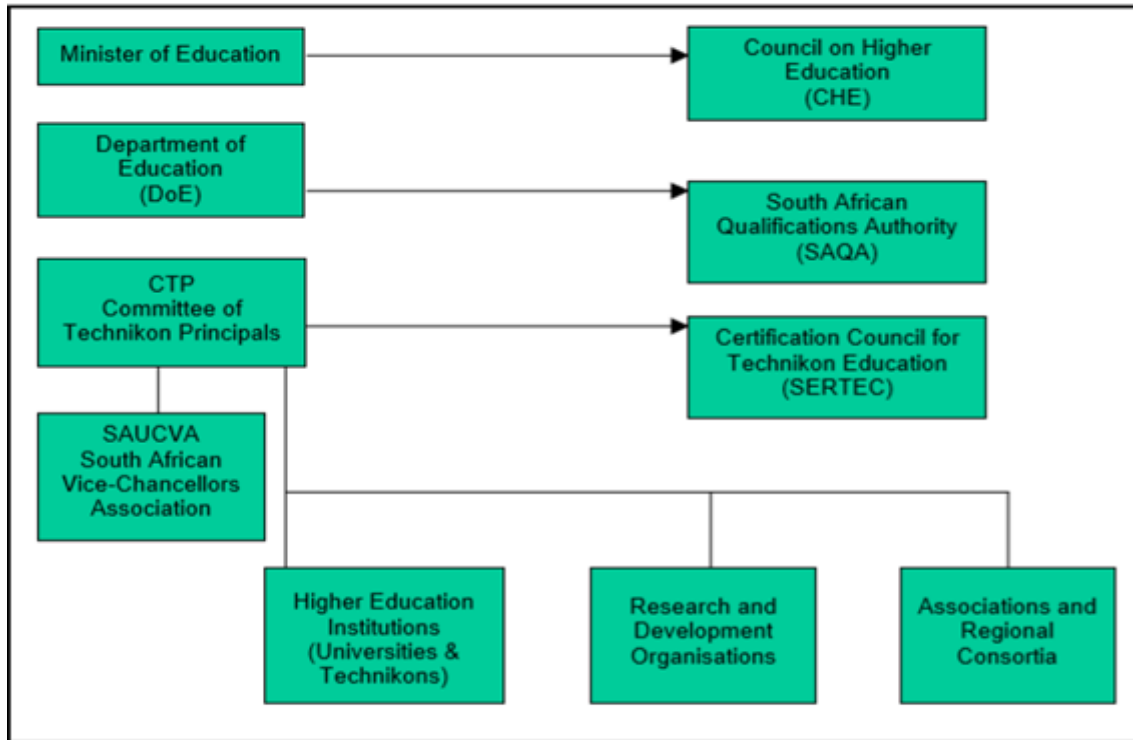 Minister of Education
Council on Higher
Education
(CHE)
Department of
Education
(DoE)
South African
Qualifications Authority
(SAQA)
CTP
Committee of
Technikon Principals
Certification Council for
Technikon Education
(SERTEC)
SAUCVA
South African
Vice-Chancellors
Association
Higher Education
Institutions
(Universities &
Technikons)
Research and
Development
Organisations
Associations and
Regional
Consortia